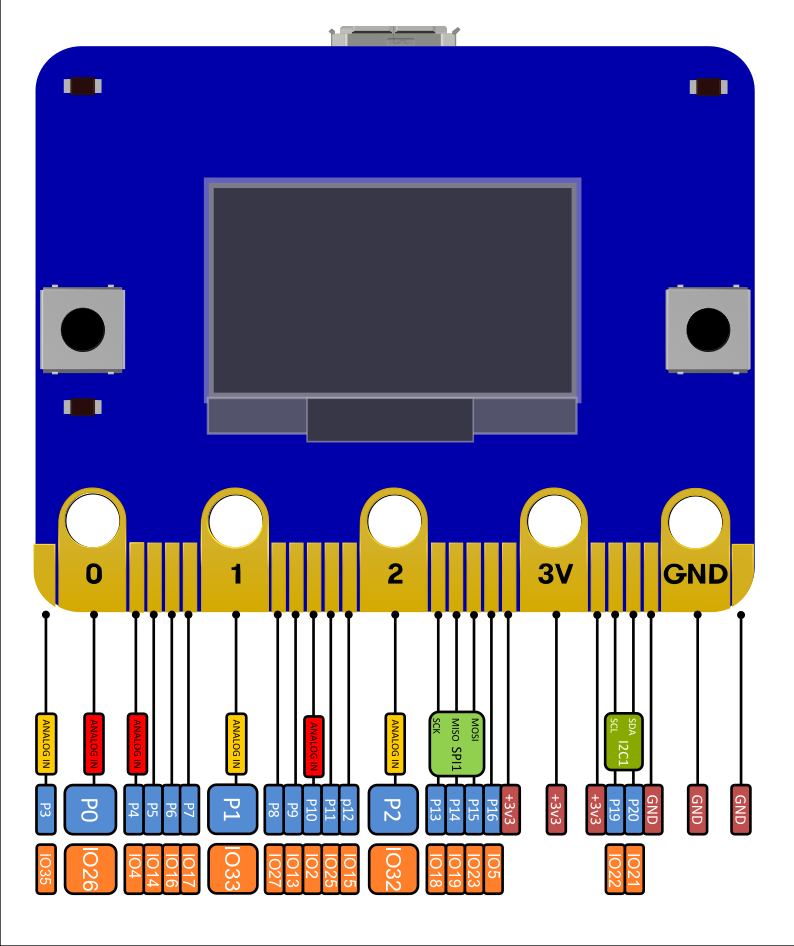 0 1 2 3V GND
ANALOG IN ANALOG IN ANALOG IN ANALOG IN ANALOG IN ANALOG IN
SCK MISO MOSI
SPI1
SCL SDA
I2C1
P3 P0 P4 P5 P6 P7 P1 P8 P9 P10 P11 p12 P2 P13 P14 P15 P16 +3v3 +3v3 +3v3 P19 P20 GND GND GND
IO35 IO26 IO4 IO14 IO16 IO17 IO33 IO27 IO13 IO2 IO25 IO15 IO32 IO18 IO19 IO23 IO5 IO22 IO21